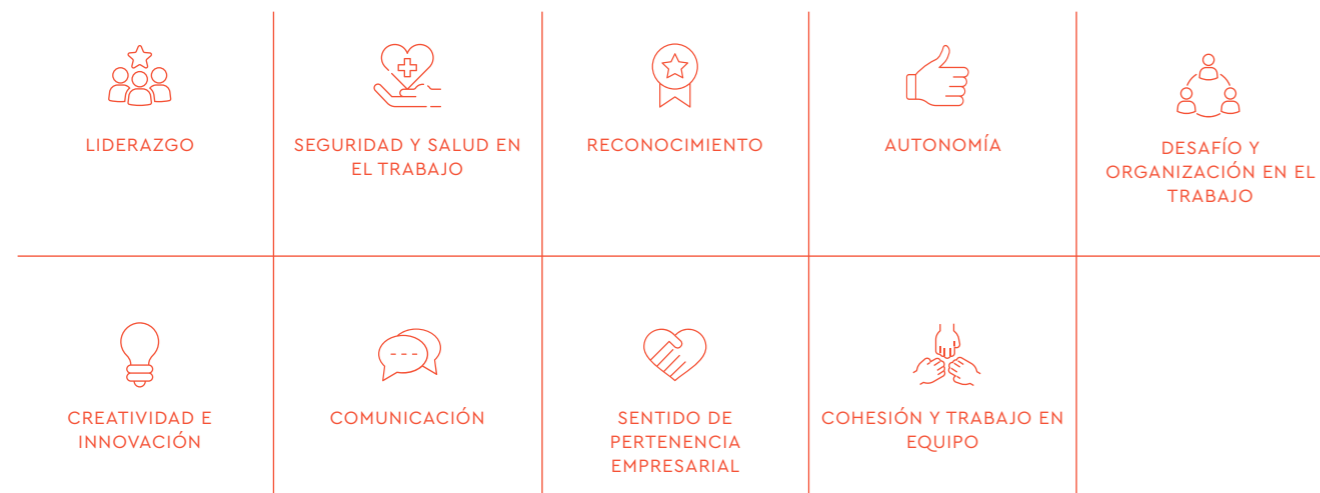 LIDERAZGO
SEGURIDAD Y SALUD EN
EL TRABAJO
RECONOCIMIENTO
AUTONOMÍA
DESAFÍO Y
ORGANIZACIÓN EN EL
TRABAJO
CREATIVIDAD E
INNOVACIÓN
COMUNICACIÓN
SENTIDO DE
PERTENENCIA
EMPRESARIAL
COHESIÓN Y TRABAJO EN
EQUIPO